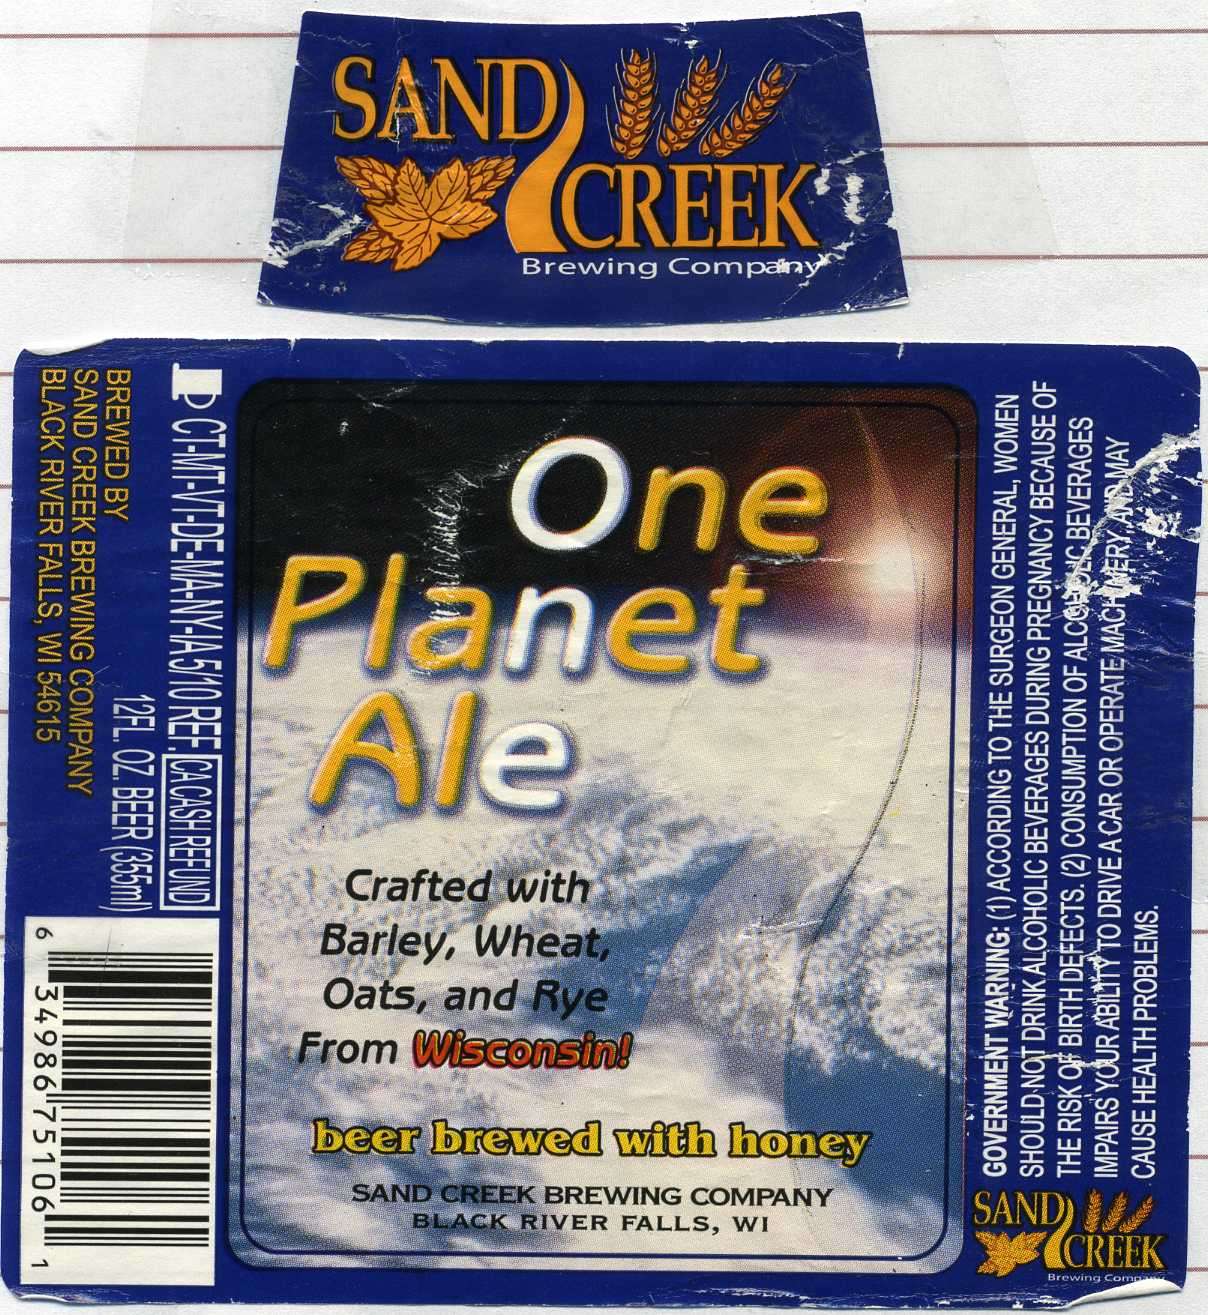 SAND
CREEK
Brewing Company
BREWED BY
SAND CREEK BREWING COMPANY
BLACK RIVER FALLS, WI 54615
CT-MT-VT-DE-MA-NY-IA 5/10 REF. CA CASH REFUND
12FL. OZ. BEER (355ml)
6 34986 75106 1
One
Planet
Ale
Crafted with
Barley, Wheat,
Oats, and Rye
From Wisconsin!
beer brewed with honey
SAND CREEK BREWING COMPANY
BLACK RIVER FALLS, WI
GOVERNMENT WARNING: (1) ACCORDING TO THE SURGEON GENERAL, WOMEN
SHOULD NOT DRINK ALCOHOLIC BEVERAGES DURING PREGNANCY BECAUSE OF
THE RISK OF BIRTH DEFECTS. (2) CONSUMPTION OF ALCOHOLIC BEVERAGES
IMPAIRS YOUR ABILITY TO DRIVE A CAR OR OPERATE MACHINERY AND MAY
CAUSE HEALTH PROBLEMS.
SAND
CREEK
Brewing Company